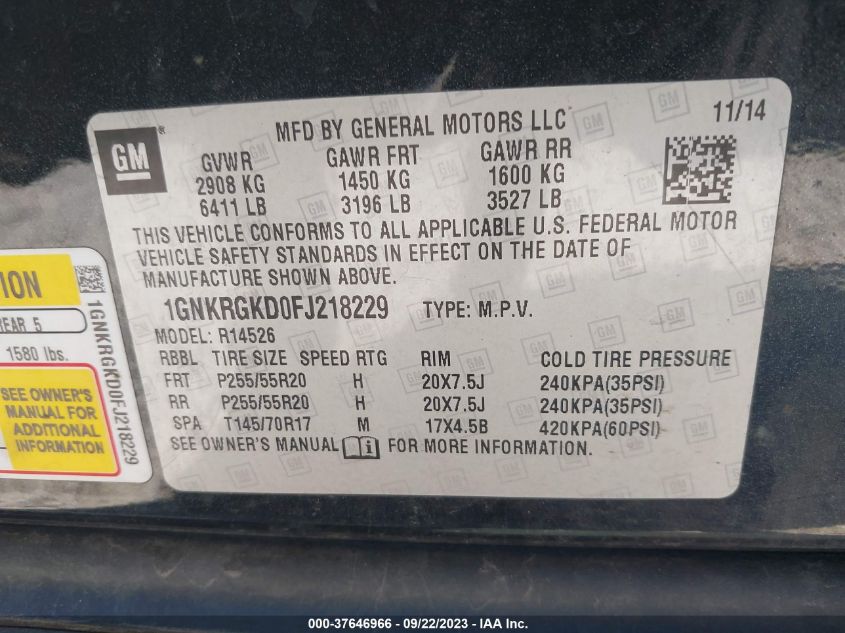 GM
MFD BY GENERAL MOTORS LLC
11/14
GVWR GAWR FRT GAWR RR
2908 KG 1450 KG 1600 KG
6411 LB 3196 LB 3527 LB
THIS VEHICLE CONFORMS TO ALL APPLICABLE U.S. FEDERAL MOTOR
VEHICLE SAFETY STANDARDS IN EFFECT ON THE DATE OF
MANUFACTURE SHOWN ABOVE.
1GNKRGKD0FJ218229 TYPE: M.P.V.
MODEL: R14526
RBBL TIRE SIZE SPEED RTG RIM COLD TIRE PRESSURE
FRT P255/55R20 H 20X7.5J 240KPA(35PSI)
RR P255/55R20 H 20X7.5J 240KPA(35PSI)
SPA T145/70R17 M 17X4.5B 420KPA(60PSI)
SEE OWNER'S MANUAL i FOR MORE INFORMATION.
ION
REAR 5
1580 lbs.
SEE OWNER'S
MANUAL FOR
ADDITIONAL
INFORMATION
1GNKRGKD0FJ218229
000-37646966 - 09/22/2023 - COPYRIGHT © IAA, Inc.